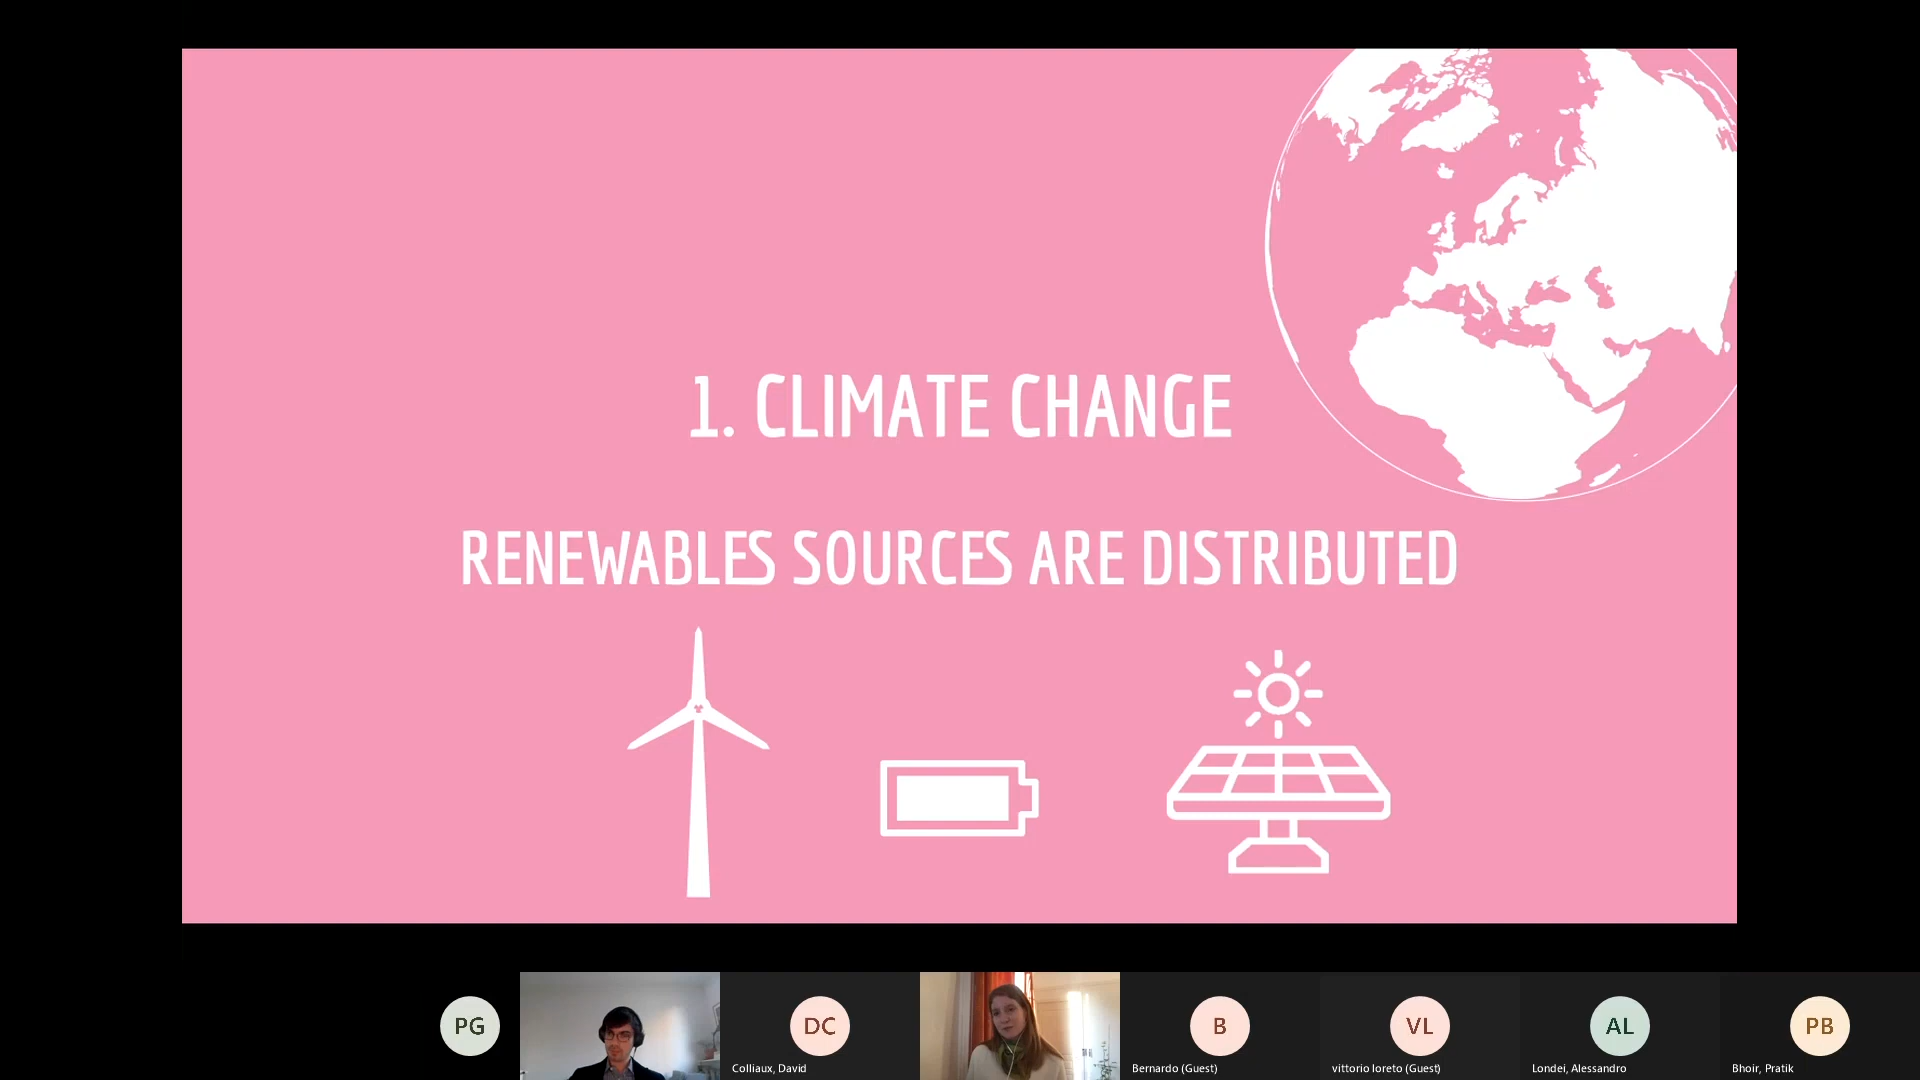 1. CLIMATE CHANGE
RENEWABLES SOURCES ARE DISTRIBUTED
PG
DC
Colliaux, David
B
Bernardo (Guest)
VL
vittorio loreto (Guest)
AL
Londei, Alessandro
PB
Bhoir, Pratik